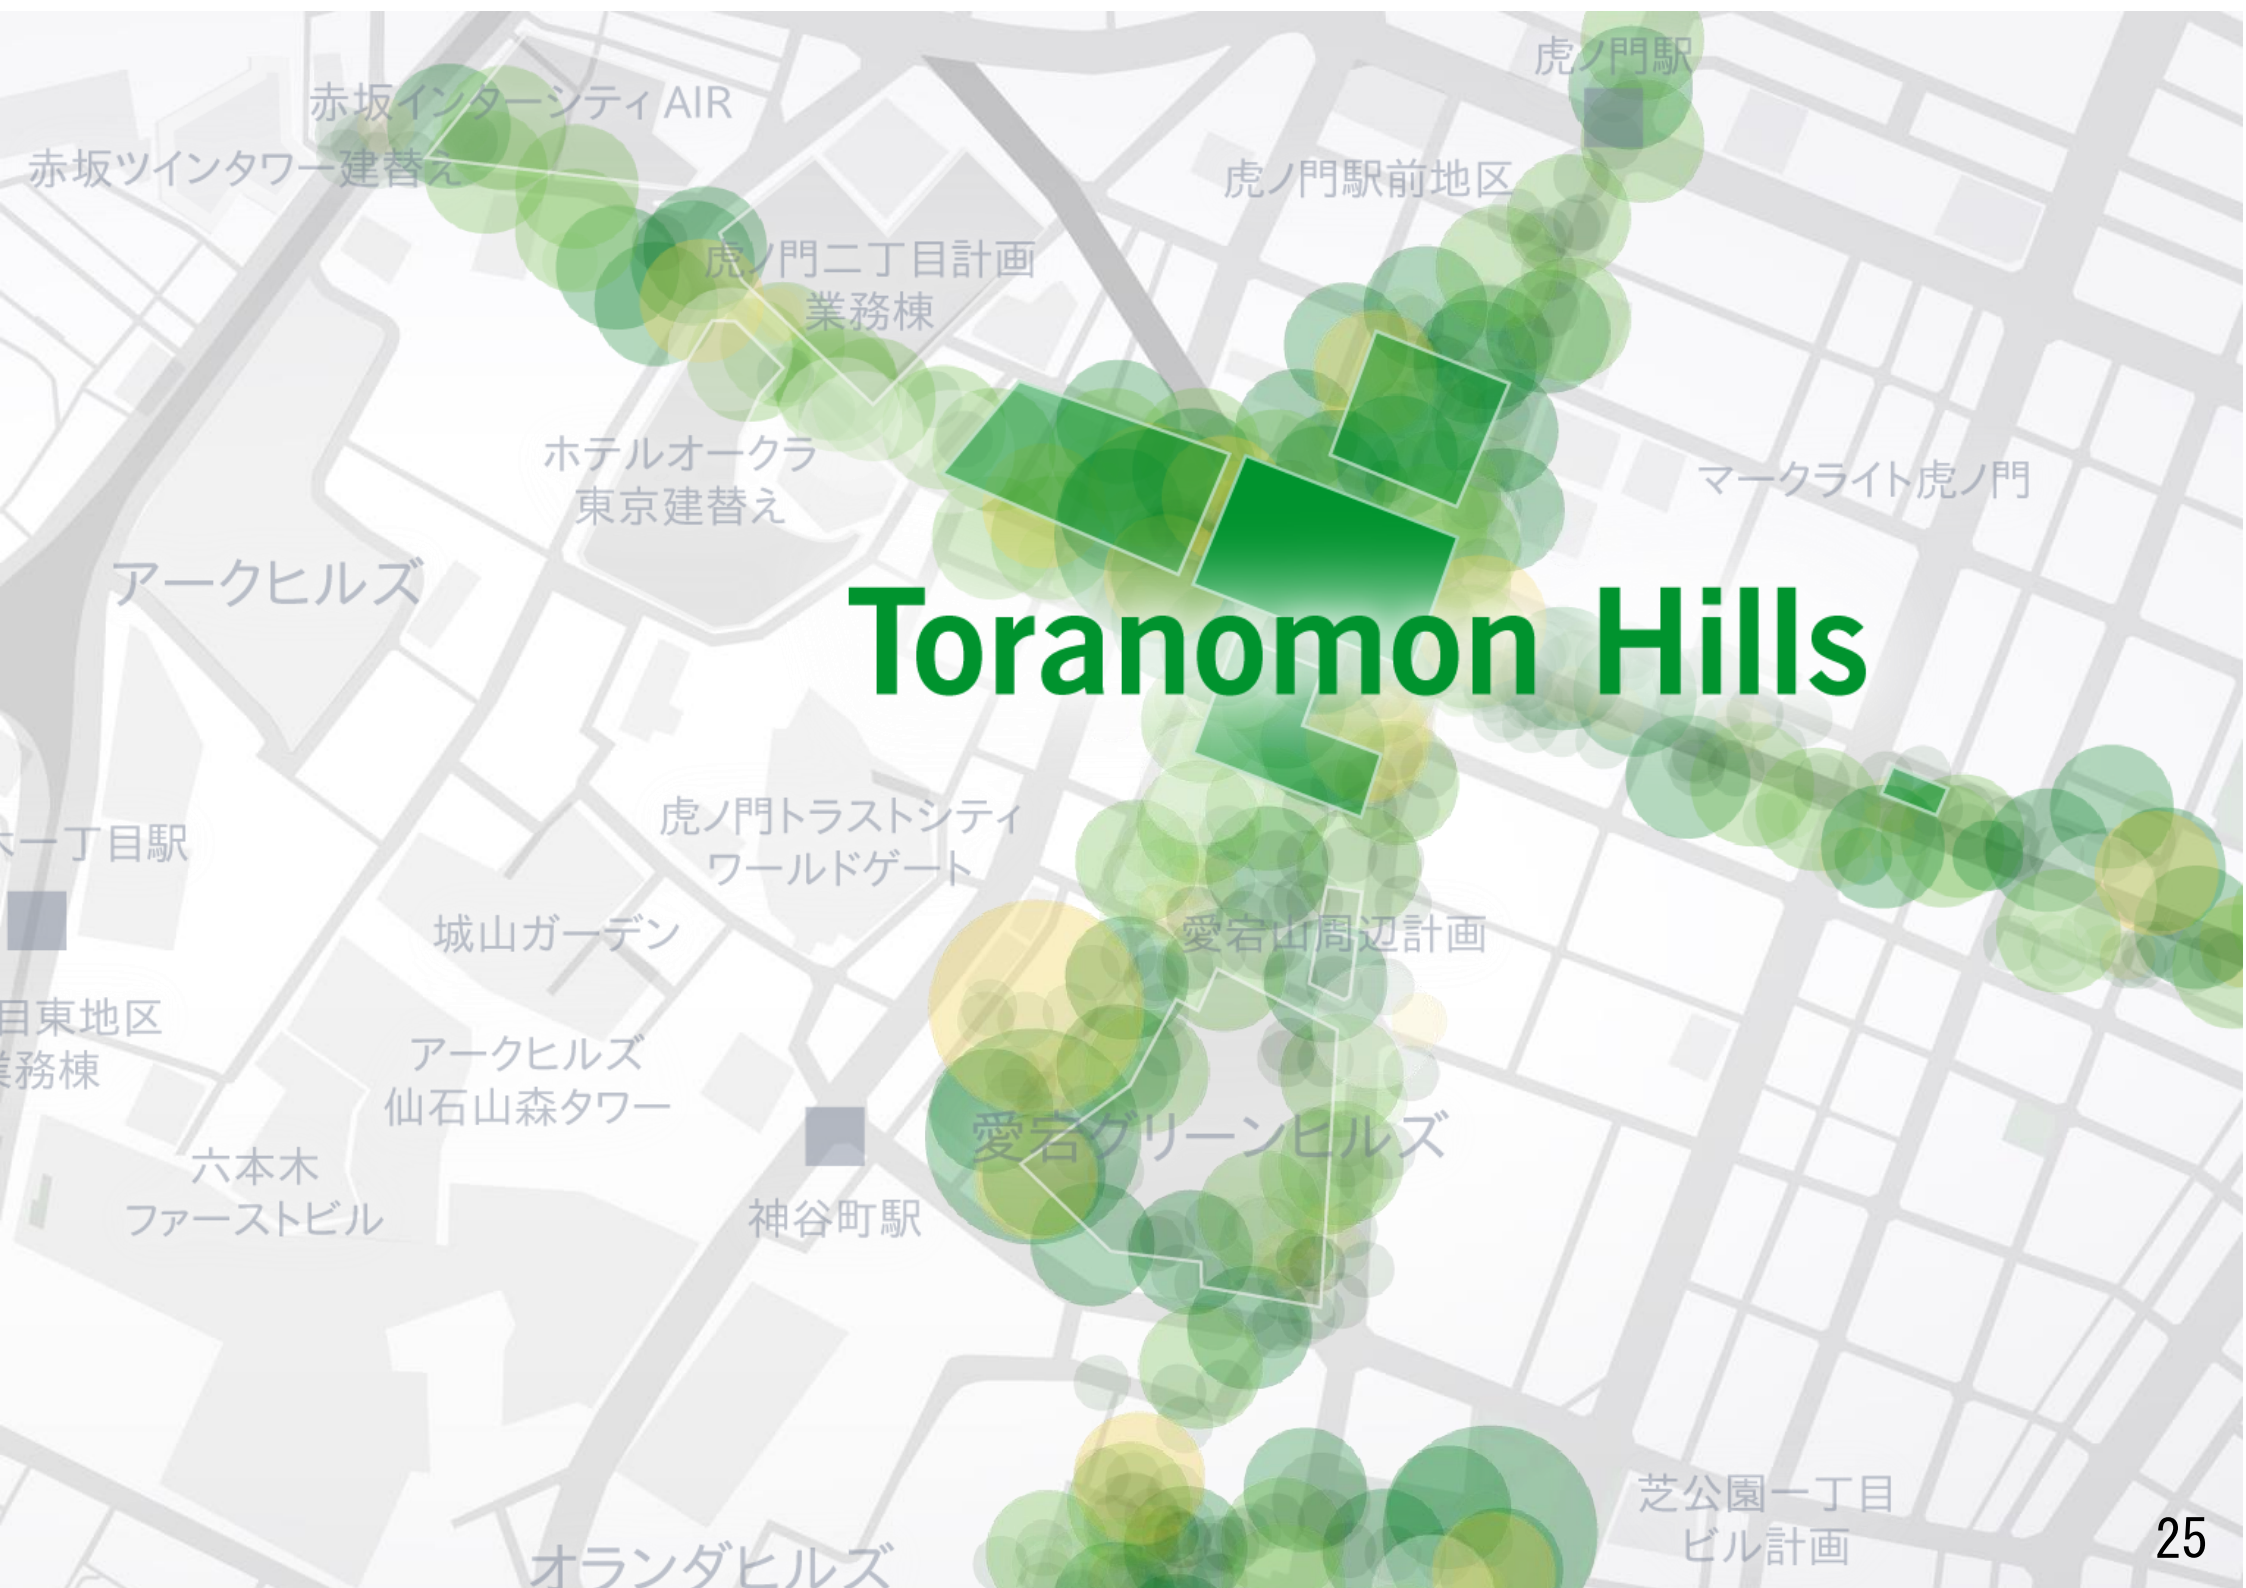 虎ノ門駅
赤坂インターシティ AIR
赤坂ツインタワー建替え
虎ノ門駅前地区
虎ノ門二丁目計画
業務棟
ホテルオークラ
東京建替え
マークライト虎ノ門
アークヒルズ
Toranomon Hills
虎ノ門トラストシティ
ワールドゲート
一丁目駅
城山ガーデン
愛宕山周辺計画
目東地区
務棟
アークヒルズ
仙石山森タワー
愛宕グリーンヒルズ
六本木
ファーストビル
神谷町駅
芝公園一丁目
ビル計画
オランダヒルズ
25